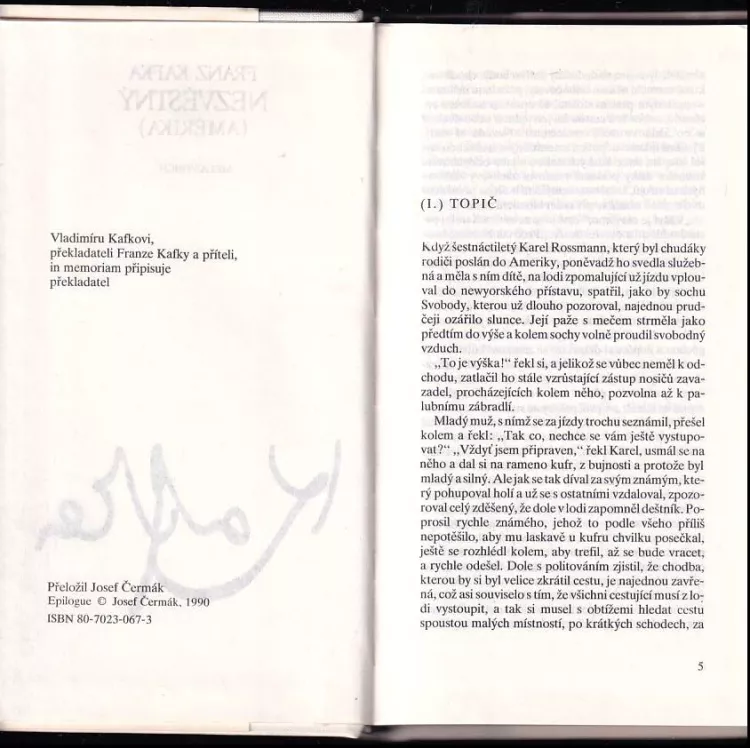 FRANZ KAFKA
NEZVĚSTNÝ
(AMERIKA)
Vladimíru Kafkovi,
překladateli Franze Kafky a příteli,
in memoriam připisuje
překladatel
Kafka
Přeložil Josef Čermák
Epilogue © Josef Čermák, 1990
ISBN 80-7023-067-3
(I.) TOPIČ
Když šestnáctiletý Karel Rossmann, který byl chudáky
rodiči poslán do Ameriky, poněvadž ho svedla služeb-
ná a měla s ním dítě, na lodi zpomalující už jízdu vplou-
val do newyorského přístavu, spatřil, jako by sochu
Svobody, kterou už dlouho pozoroval, najednou prud-
čeji ozářilo slunce. Její paže s mečem strměla jako
předtím do výše a kolem sochy volně proudil svobodný
vzduch.
„To je výška!“ řekl si, a jelikož se vůbec neměl k od-
chodu, zatlačil ho stále vzrůstající zástup nosičů zava-
zadel, procházejících kolem něho, pozvolna až k pa-
lubnímu zábradlí.
Mladý muž, s nímž se za jízdy trochu seznámil, přešel
kolem a řekl: „Tak co, nechce se vám ještě vystupo-
vat?“ „Vždyť jsem připraven,“ řekl Karel, usmál se na
něho a dal si na rameno kufr, z bujnosti a protože byl
mladý a silný. Ale jak se tak díval za svým známým, kte-
rý pohupoval holí a už se s ostatními vzdaloval, zpozo-
roval celý zděšený, že dole v lodi zapomněl deštník. Po-
prosil rychle známého, jehož to podle všeho příliš
nepotěšilo, aby mu laskavě u kufru chvilku posečkal,
ještě se rozhlédl kolem, aby trefil, až se bude vracet,
a rychle odešel. Dole s politováním zjistil, že chodba,
kterou by si byl velice zkrátil cestu, je najednou zavře-
ná, což asi souviselo s tím, že všichni cestující musí z lo-
di vystoupit, a tak si musel s obtížemi hledat cestu
spoustou malých místností, po krátkých schodech, za
5